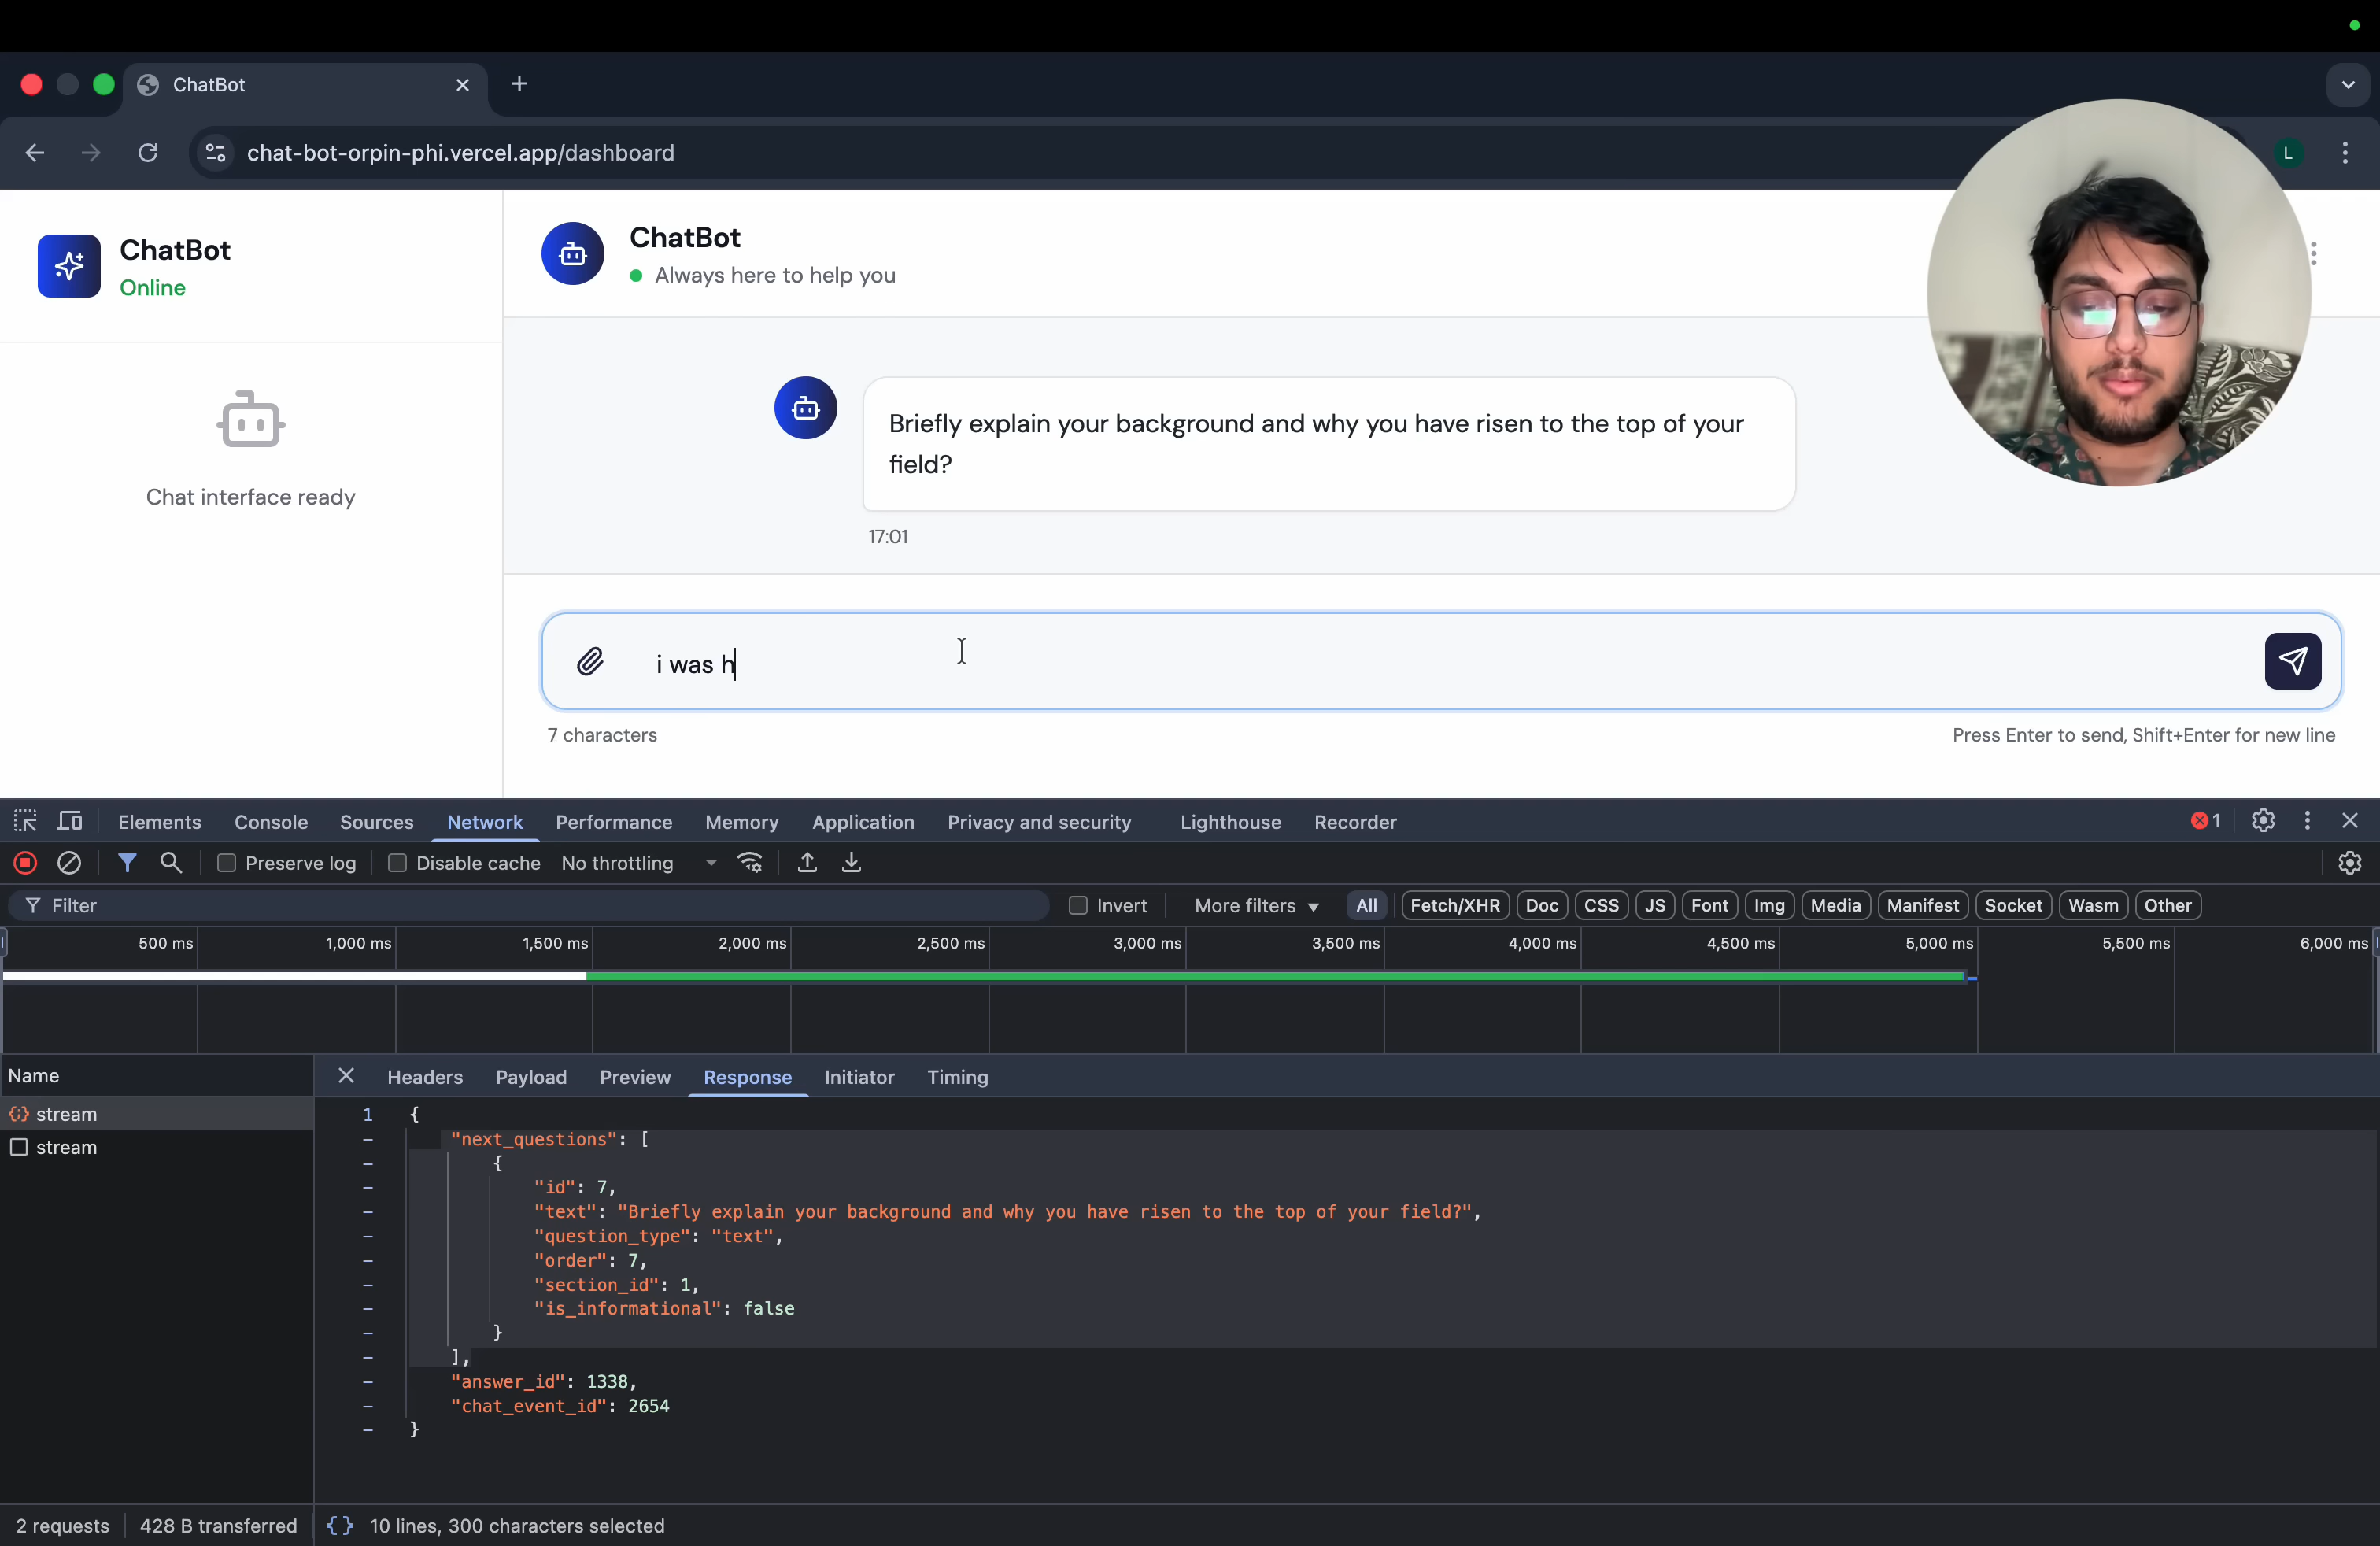 ChatBot
chat-bot-orpin-phi.vercel.app/dashboard
L
ChatBot
Online
Chat interface ready
ChatBot
Always here to help you
Briefly explain your background and why you have risen to the top of your
field?
17:01
i was h
7 characters
Press Enter to send, Shift+Enter for new line
Elements Console Sources Network Performance Memory Application Privacy and security Lighthouse Recorder 1
Preserve log Disable cache No throttling
Filter Invert More filters All Fetch/XHR Doc CSS JS Font Img Media Manifest Socket Wasm Other
500 ms 1,000 ms 1,500 ms 2,000 ms 2,500 ms 3,000 ms 3,500 ms 4,000 ms 4,500 ms 5,000 ms 5,500 ms 6,000 ms
Name
stream
stream
Headers Payload Preview Response Initiator Timing
1 {
- "next_questions": [
- {
- "id": 7,
- "text": "Briefly explain your background and why you have risen to the top of your field?",
- "question_type": "text",
- "order": 7,
- "section_id": 1,
- "is_informational": false
- }
- ],
- "answer_id": 1338,
- "chat_event_id": 2654
- }
2 requests 428 B transferred {} 10 lines, 300 characters selected